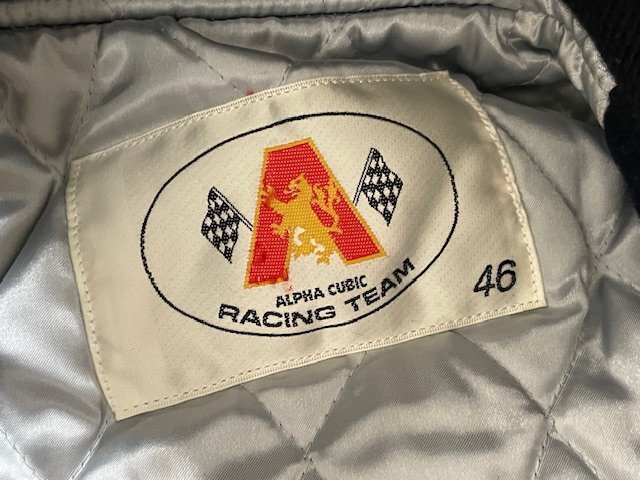 A
ALPHA CUBIC
RACING TEAM
46